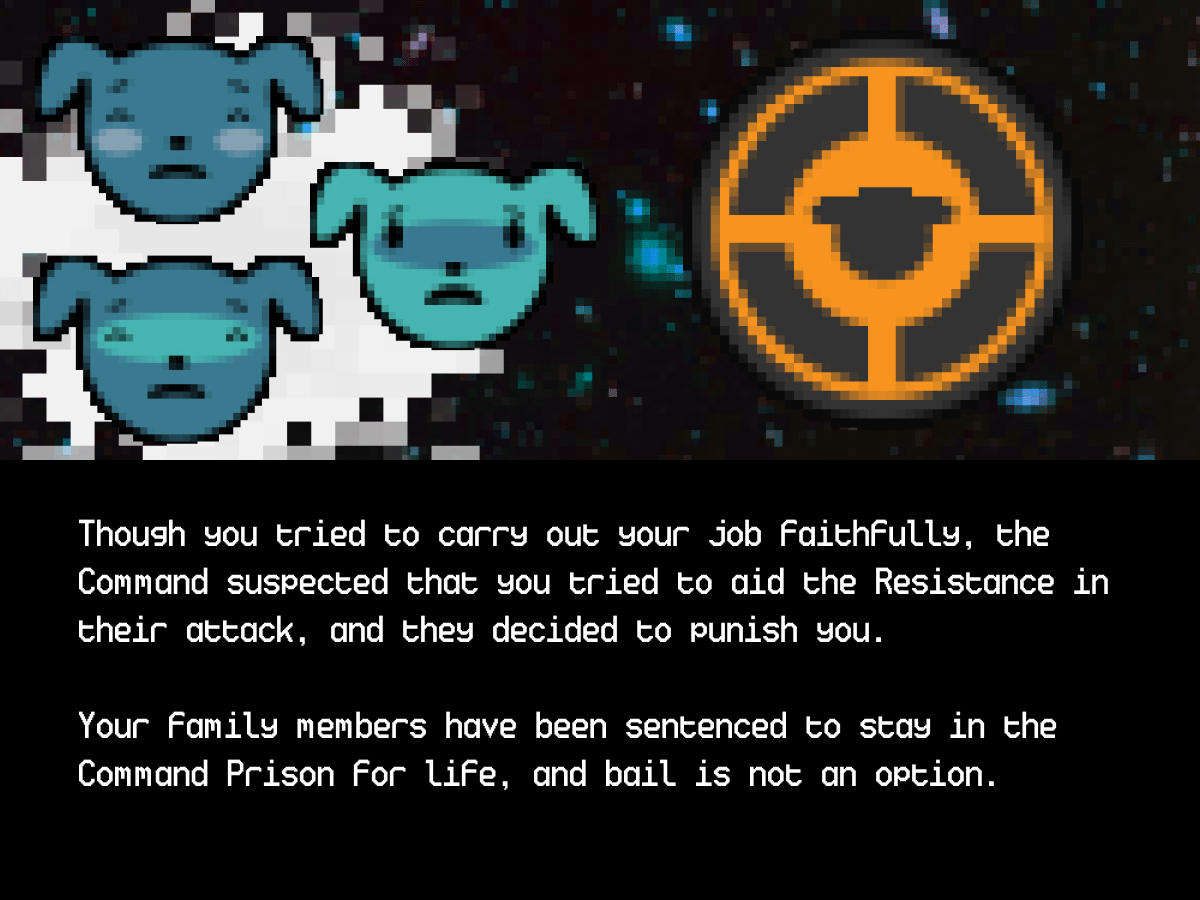 Though you tried to carry out your job faithfully, the
Command suspected that you tried to aid the Resistance in
their attack, and they decided to punish you.
Your family members have been sentenced to stay in the
Command Prison for life, and bail is not an option.